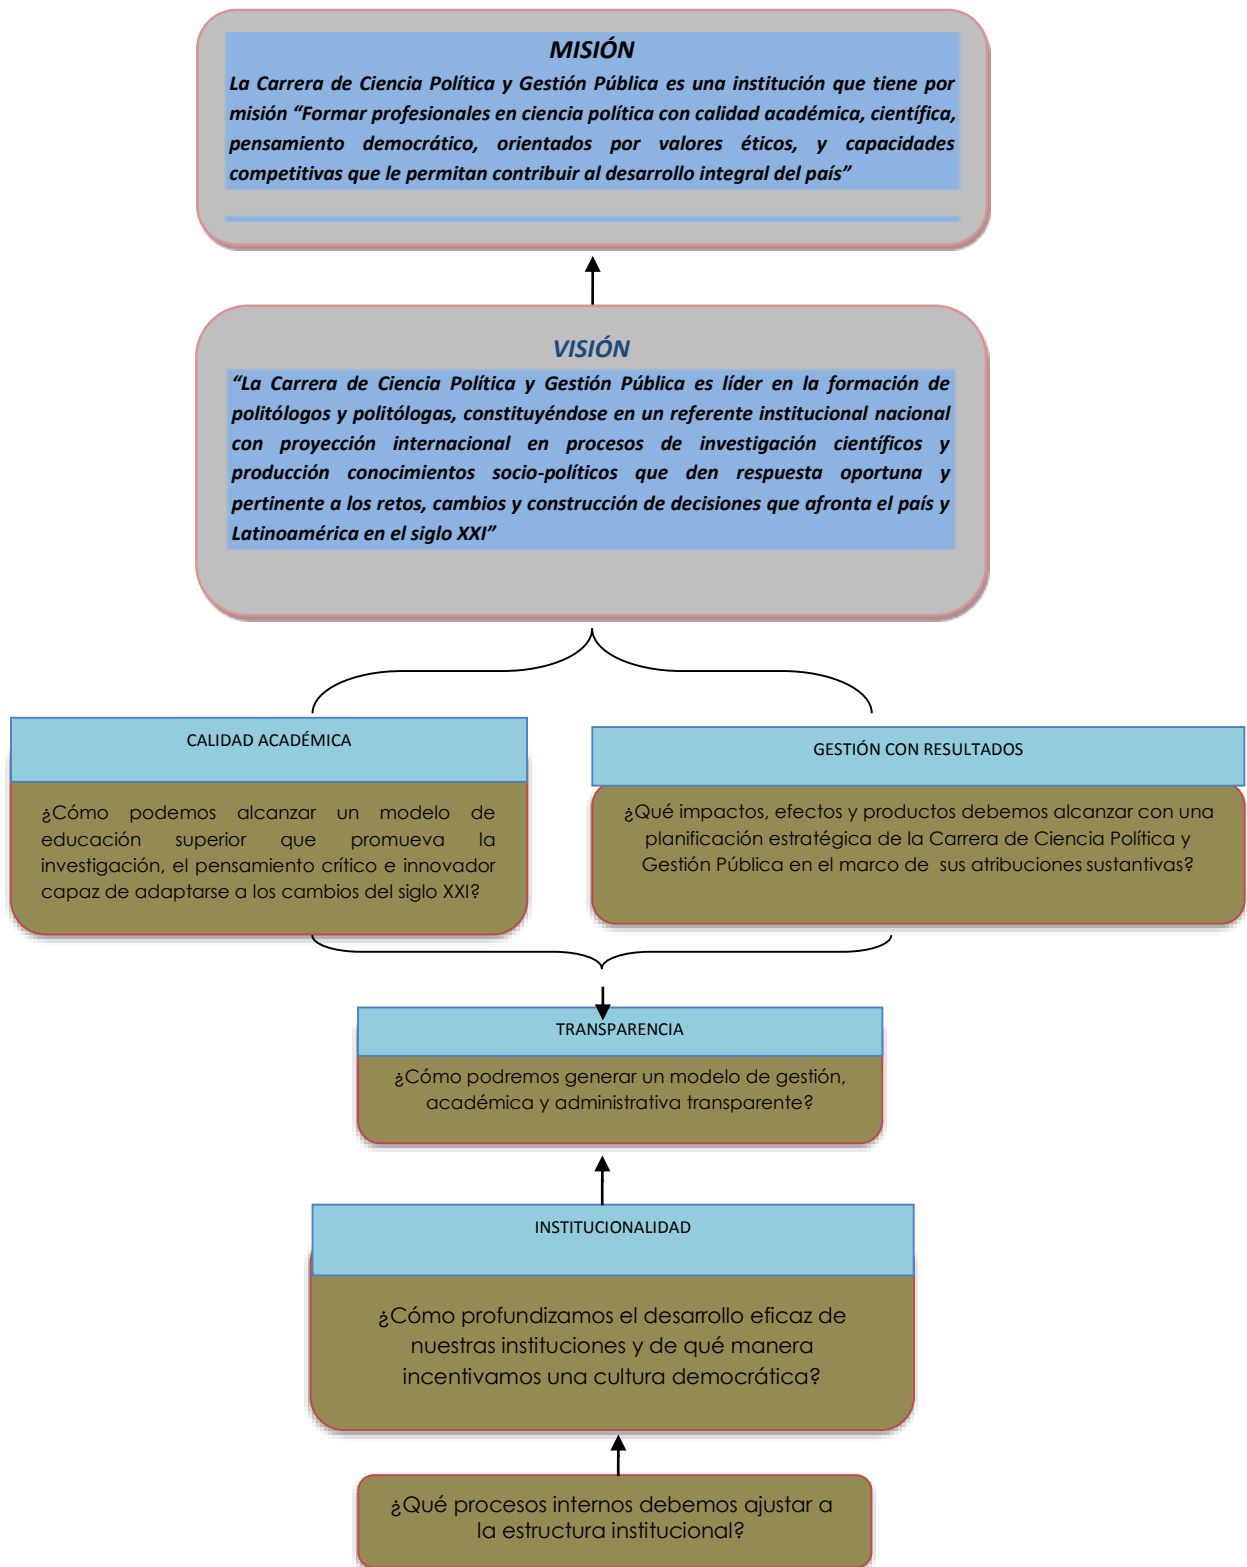 MISIÓN
La Carrera de Ciencia Política y Gestión Pública es una institución que tiene por
misión “Formar profesionales en ciencia política con calidad académica, científica,
pensamiento democrático, orientados por valores éticos, y capacidades
competitivas que le permitan contribuir al desarrollo integral del país”
VISIÓN
“La Carrera de Ciencia Política y Gestión Pública es líder en la formación de
politólogos y politólogas, constituyéndose en un referente institucional nacional
con proyección internacional en procesos de investigación científicos y
producción conocimientos socio-políticos que den respuesta oportuna y
pertinente a los retos, cambios y construcción de decisiones que afronta el país y
Latinoamérica en el siglo XXI”
CALIDAD ACADÉMICA
¿Cómo podemos alcanzar un modelo de
educación superior que promueva la
investigación, el pensamiento crítico e innovador
capaz de adaptarse a los cambios del siglo XXI?
GESTIÓN CON RESULTADOS
¿Qué impactos, efectos y productos debemos alcanzar con una
planificación estratégica de la Carrera de Ciencia Política y
Gestión Pública en el marco de sus atribuciones sustantivas?
TRANSPARENCIA
¿Cómo podremos generar un modelo de gestión,
académica y administrativa transparente?
INSTITUCIONALIDAD
¿Cómo profundizamos el desarrollo eficaz de
nuestras instituciones y de qué manera
incentivamos una cultura democrática?
¿Qué procesos internos debemos ajustar a
la estructura institucional?